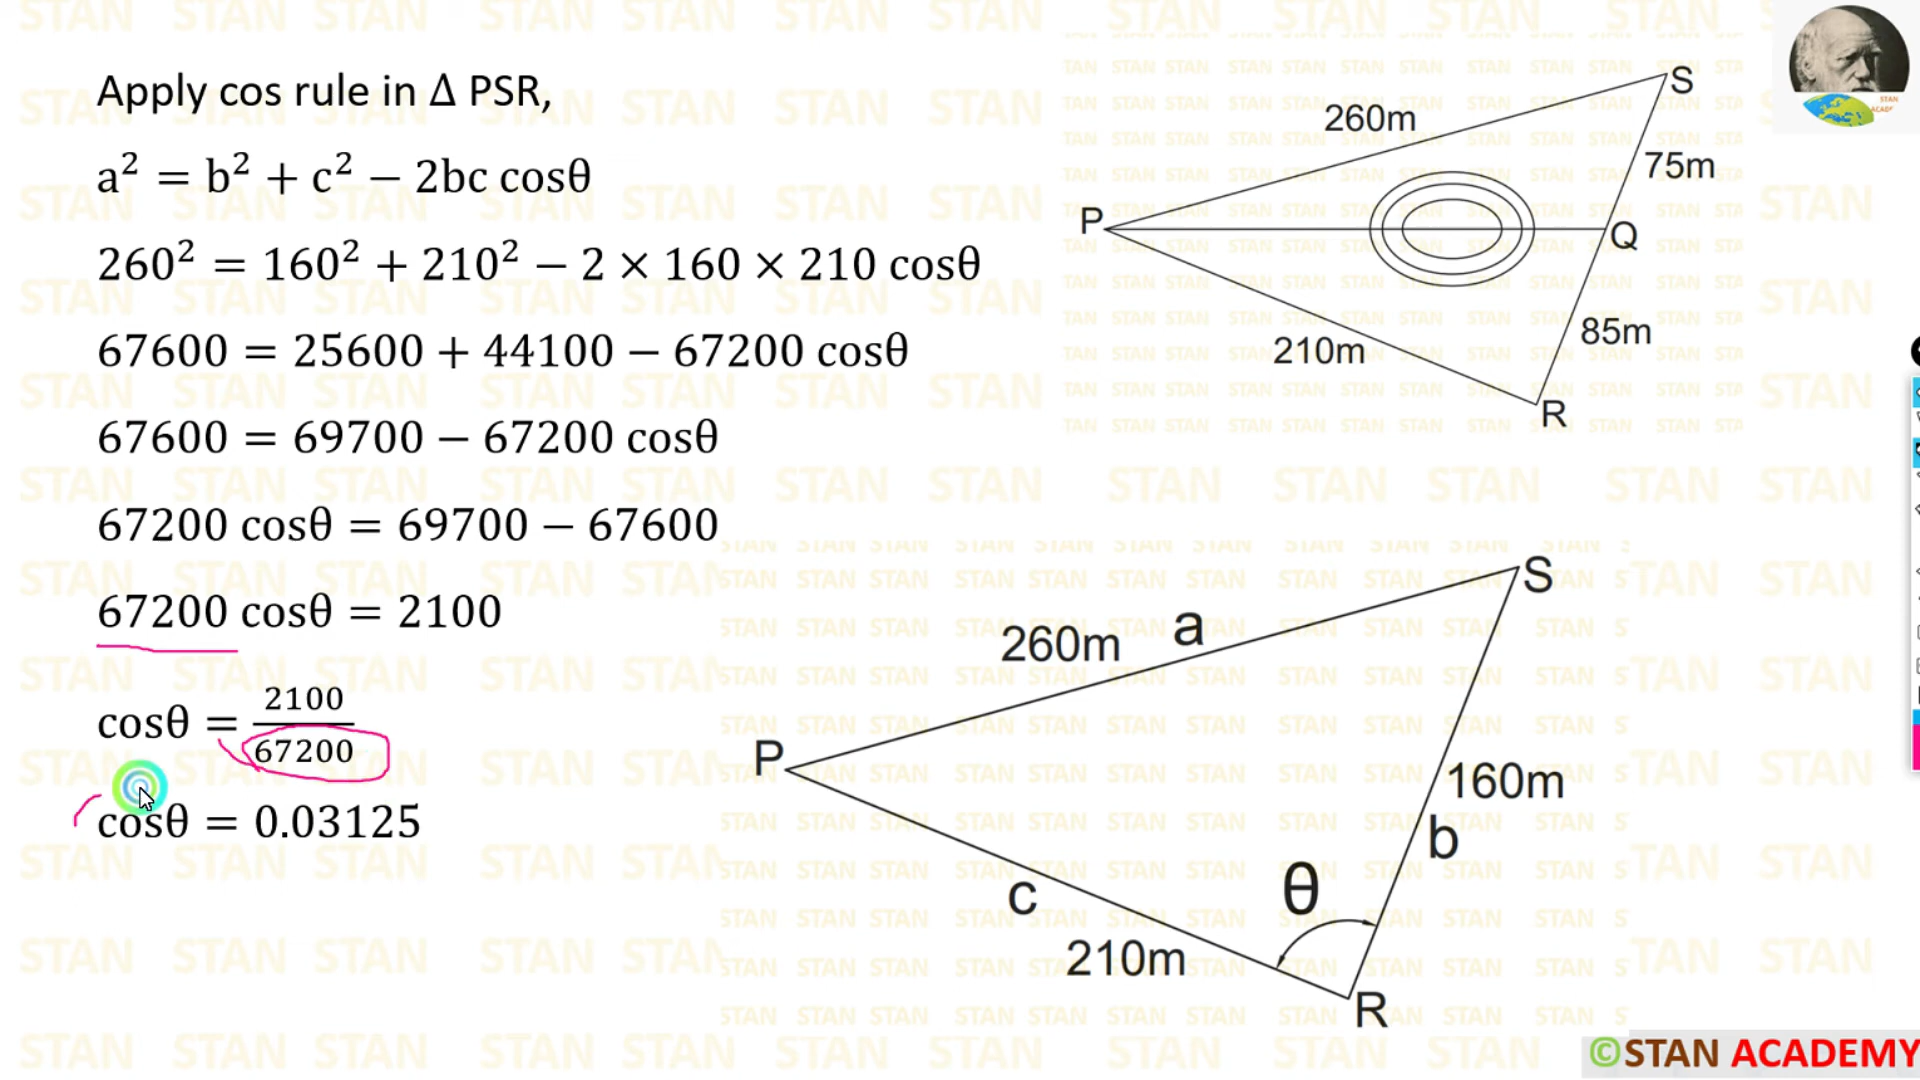 Apply cos rule in Δ PSR,
a² = b² + c² − 2bc cosθ
260² = 160² + 210² − 2 × 160 × 210 cosθ
67600 = 25600 + 44100 − 67200 cosθ
67600 = 69700 − 67200 cosθ
67200 cosθ = 69700 − 67600
67200 cosθ = 2100
cosθ = 2100/67200
cosθ = 0.03125
S
260m
75m
P
Q
85m
210m
R
S
a
260m
P
160m
b
θ
c
210m
R
STAN
©STAN ACADEMY